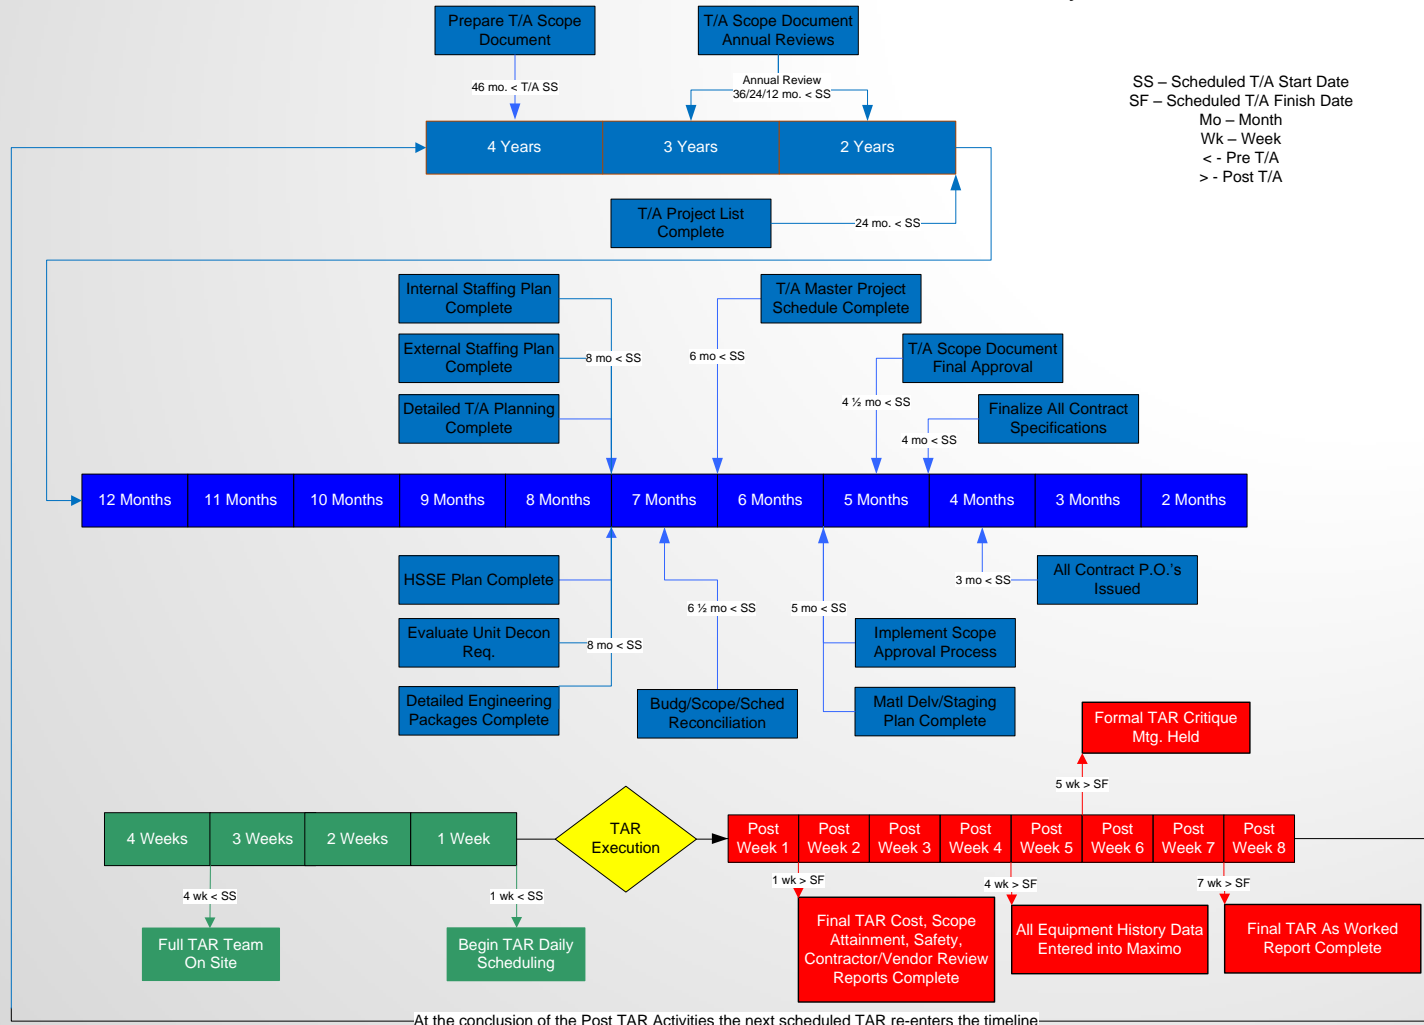 Prepare T/A Scope
Document
T/A Scope Document
Annual Reviews
46 mo. < T/A SS
Annual Review
36/24/12 mo. < SS
SS – Scheduled T/A Start Date
SF – Scheduled T/A Finish Date
Mo – Month
Wk – Week
< - Pre T/A
> - Post T/A
4 Years
3 Years
2 Years
T/A Project List
Complete
24 mo. < SS
Internal Staffing Plan
Complete
T/A Master Project
Schedule Complete
External Staffing Plan
Complete
8 mo < SS
6 mo < SS
T/A Scope Document
Final Approval
Detailed T/A Planning
Complete
4 ½ mo < SS
Finalize All Contract
Specifications
4 mo < SS
12 Months
11 Months
10 Months
9 Months
8 Months
7 Months
6 Months
5 Months
4 Months
3 Months
2 Months
HSSE Plan Complete
3 mo < SS
All Contract P.O.'s
Issued
6 ½ mo < SS
5 mo < SS
Evaluate Unit Decon
Req.
8 mo < SS
Implement Scope
Approval Process
Detailed Engineering
Packages Complete
Budg/Scope/Sched
Reconciliation
Matl Delv/Staging
Plan Complete
Formal TAR Critique
Mtg. Held
5 wk > SF
4 Weeks
3 Weeks
2 Weeks
1 Week
TAR
Execution
Post
Week 1
Post
Week 2
Post
Week 3
Post
Week 4
Post
Week 5
Post
Week 6
Post
Week 7
Post
Week 8
4 wk < SS
1 wk < SS
1 wk > SF
4 wk > SF
7 wk > SF
Full TAR Team
On Site
Begin TAR Daily
Scheduling
Final TAR Cost, Scope
Attainment, Safety,
Contractor/Vendor Review
Reports Complete
All Equipment History Data
Entered into Maximo
Final TAR As Worked
Report Complete
At the conclusion of the Post TAR Activities the next scheduled TAR re-enters the timeline